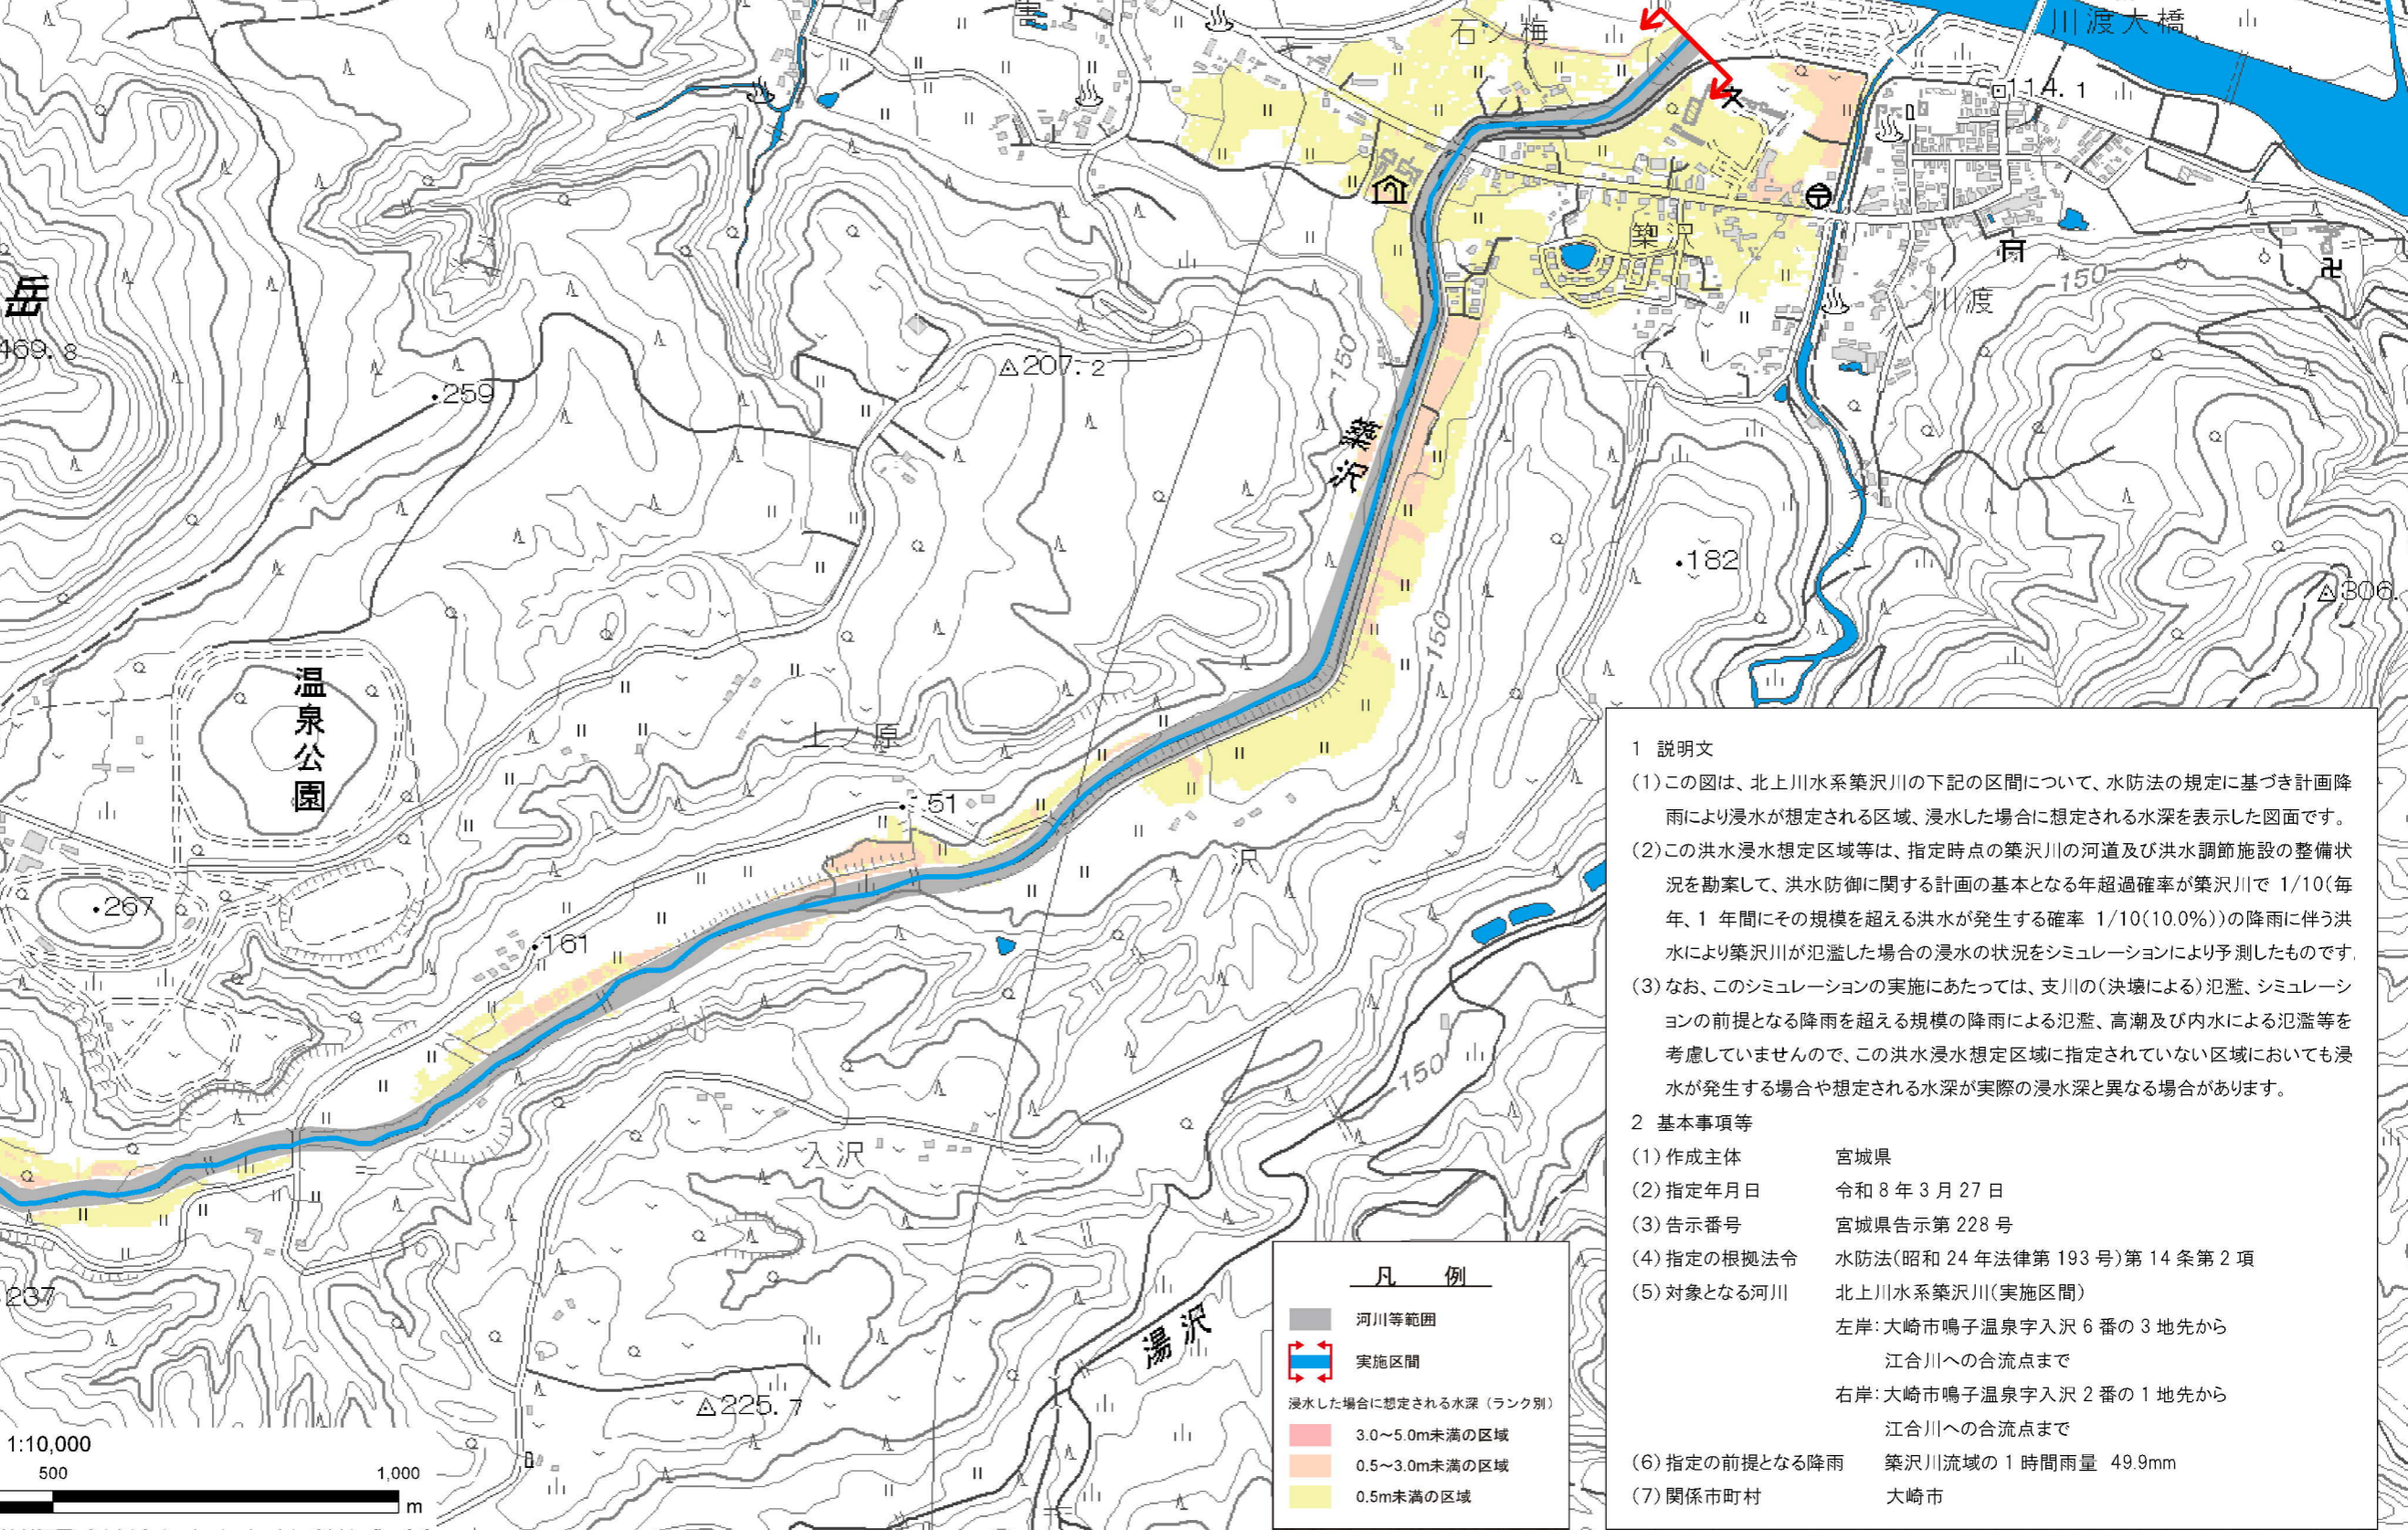 石ノ梅
川渡大橋
114.1
築沢
川渡
150
岳
469.8
259
207.2
150
築沢
182
150
306.
温泉公園
上ノ原
151
267
161
沢
150
入沢
237
湯沢
225.7
1:10,000
500 1,000
m
凡 例
河川等範囲
実施区間
浸水した場合に想定される水深（ランク別）
3.0～5.0m未満の区域
0.5～3.0m未満の区域
0.5m未満の区域
1 説明文
(1)この図は、北上川水系築沢川の下記の区間について、水防法の規定に基づき計画降
雨により浸水が想定される区域、浸水した場合に想定される水深を表示した図面です。
(2)この洪水浸水想定区域等は、指定時点の築沢川の河道及び洪水調節施設の整備状
況を勘案して、洪水防御に関する計画の基本となる年超過確率が築沢川で 1/10(毎
年、1 年間にその規模を超える洪水が発生する確率 1/10(10.0%))の降雨に伴う洪
水により築沢川が氾濫した場合の浸水の状況をシミュレーションにより予測したものです.
(3)なお、このシミュレーションの実施にあたっては、支川の(決壊による)氾濫、シミュレーシ
ョンの前提となる降雨を超える規模の降雨による氾濫、高潮及び内水による氾濫等を
考慮していませんので、この洪水浸水想定区域に指定されていない区域においても浸
水が発生する場合や想定される水深が実際の浸水深と異なる場合があります。
2 基本事項等
(1)作成主体 宮城県
(2)指定年月日 令和 8 年 3 月 27 日
(3)告示番号 宮城県告示第 228 号
(4)指定の根拠法令 水防法(昭和 24 年法律第 193 号)第 14 条第 2 項
(5)対象となる河川 北上川水系築沢川(実施区間)
左岸:大崎市鳴子温泉字入沢 6 番の 3 地先から
江合川への合流点まで
右岸:大崎市鳴子温泉字入沢 2 番の 1 地先から
江合川への合流点まで
(6)指定の前提となる降雨 築沢川流域の 1 時間雨量 49.9mm
(7)関係市町村 大崎市